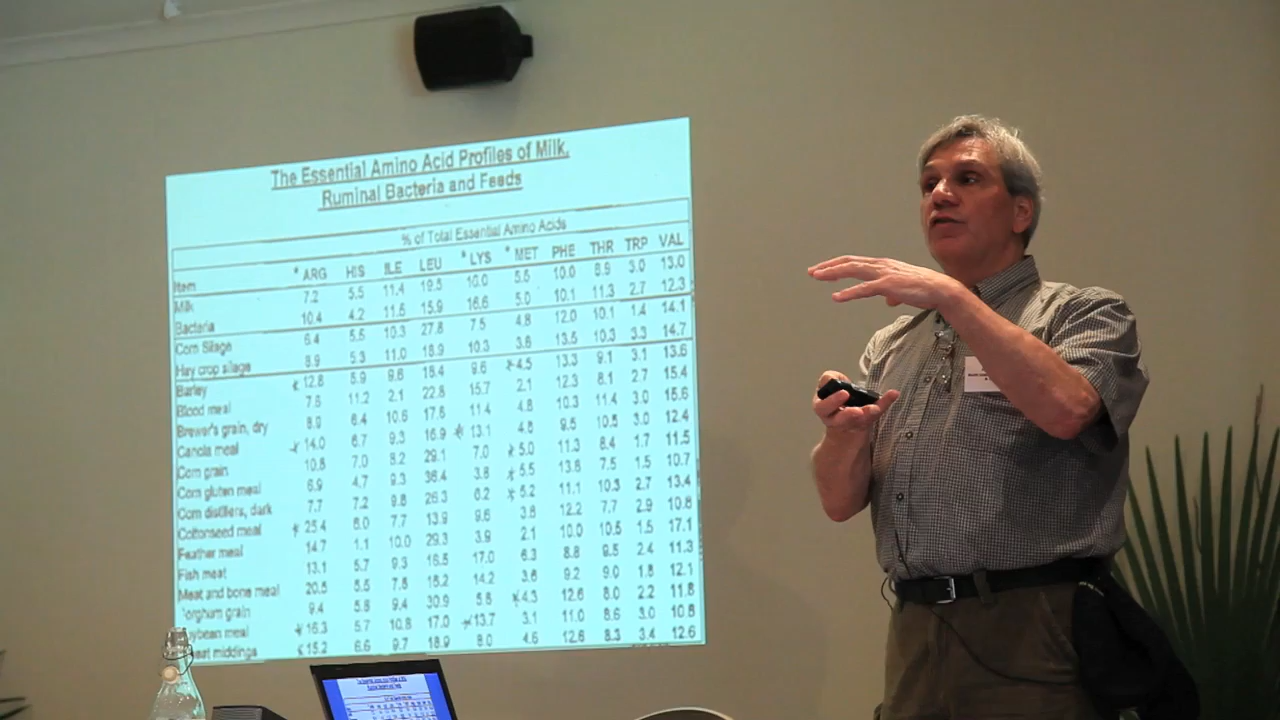 The Essential Amino Acid Profiles of Milk,
Ruminal Bacteria and Feeds
% of Total Essential Amino Acids
Item * ARG HIS ILE LEU * LYS * MET PHE THR TRP VAL
Milk 7.2 5.5 11.4 19.5 10.0 5.5 10.0 8.9 3.0 13.0
Bacteria 10.4 4.2 11.5 15.9 16.6 5.0 10.1 11.3 2.7 12.3
Corn Silage 6.4 5.5 10.3 27.8 7.5 4.8 12.0 10.1 1.4 14.1
Hay crop silage 8.9 5.3 11.0 18.9 10.3 3.8 13.5 10.3 3.3 14.7
Barley * 12.8 5.9 9.6 18.4 9.6 *4.5 13.3 9.1 3.1 13.6
Blood meal 7.6 11.2 2.1 22.8 15.7 2.1 12.3 8.1 2.7 15.4
Brewer's grain, dry 8.9 6.4 10.6 17.6 11.4 4.8 10.3 11.4 3.0 15.6
Canola meal * 14.0 6.7 9.3 16.9 * 13.1 4.8 9.5 10.5 3.0 12.4
Corn grain 10.8 7.0 8.2 29.1 7.0 *5.0 11.3 8.4 1.7 11.5
Corn gluten meal 6.9 4.7 9.3 36.4 3.8 *5.5 13.8 7.5 1.5 10.7
Corn distillers, dark 7.7 7.2 9.8 26.3 6.2 *5.2 11.1 10.3 2.7 13.4
Cottonseed meal * 25.4 6.0 7.7 13.9 9.6 3.8 12.2 7.7 2.9 10.8
Feather meal 14.7 1.1 10.0 29.3 3.9 2.1 10.0 10.5 1.5 17.1
Fish meat 13.1 5.7 9.3 16.5 17.0 6.3 8.8 9.5 2.4 11.3
Meat and bone meal 20.5 5.5 7.8 16.2 14.2 3.6 9.2 9.0 1.8 12.1
orghum grain 9.4 5.8 9.4 30.9 5.8 *4.3 12.6 8.0 2.2 11.8
ybean meal * 16.3 5.7 10.8 17.0 *13.7 3.1 11.0 8.6 3.0 10.6
eat middings * 15.2 6.6 9.7 18.9 8.0 4.6 12.6 8.3 3.4 12.6